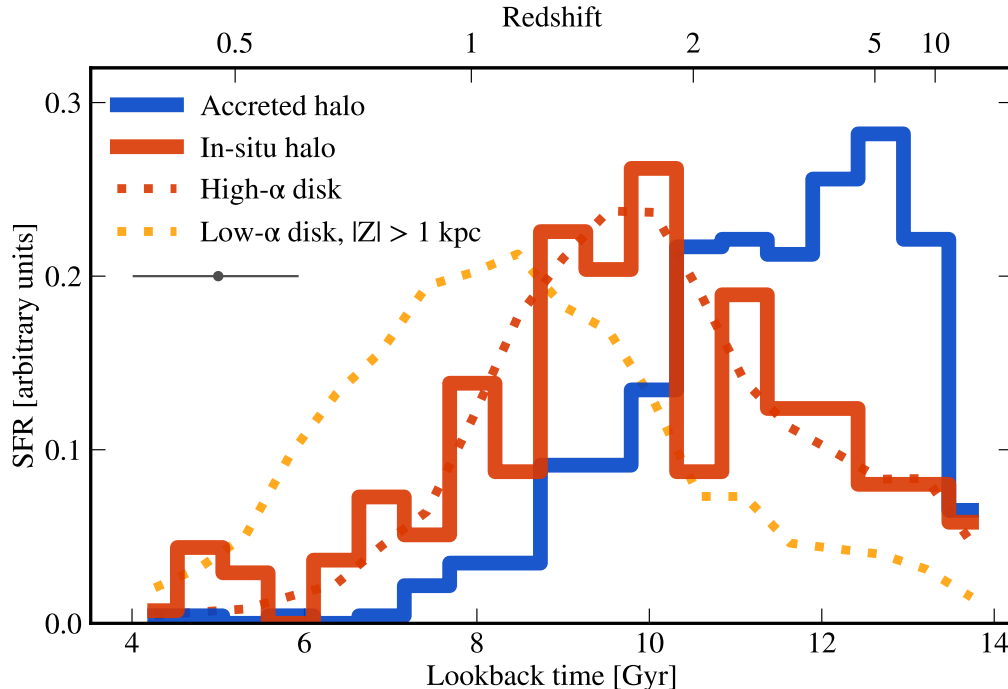 Redshift
0.5 1 2 5 10
0.3
Accreted halo
In-situ halo
High-α disk
Low-α disk, |Z| > 1 kpc
0.2
SFR [arbitrary units]
0.1
0.0
4 6 8 10 12 14
Lookback time [Gyr]